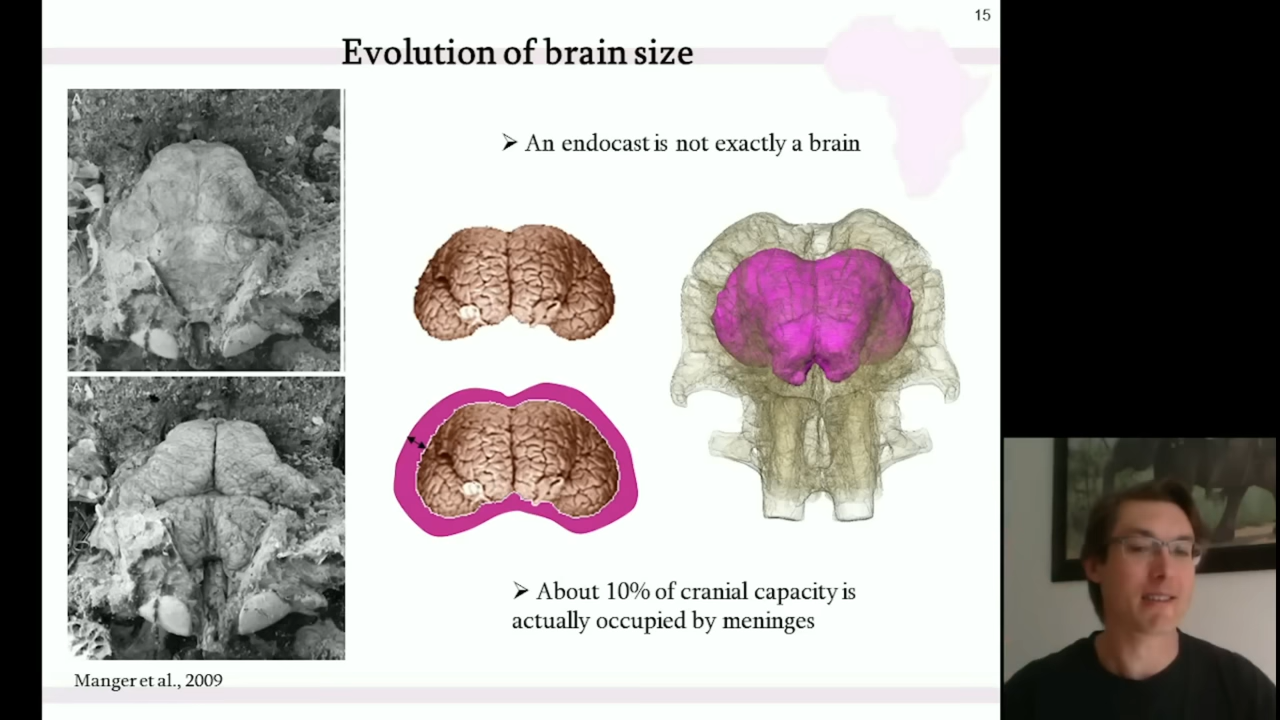 15
Evolution of brain size
A
➢ An endocast is not exactly a brain
A
➢ About 10% of cranial capacity is
actually occupied by meninges
Manger et al., 2009